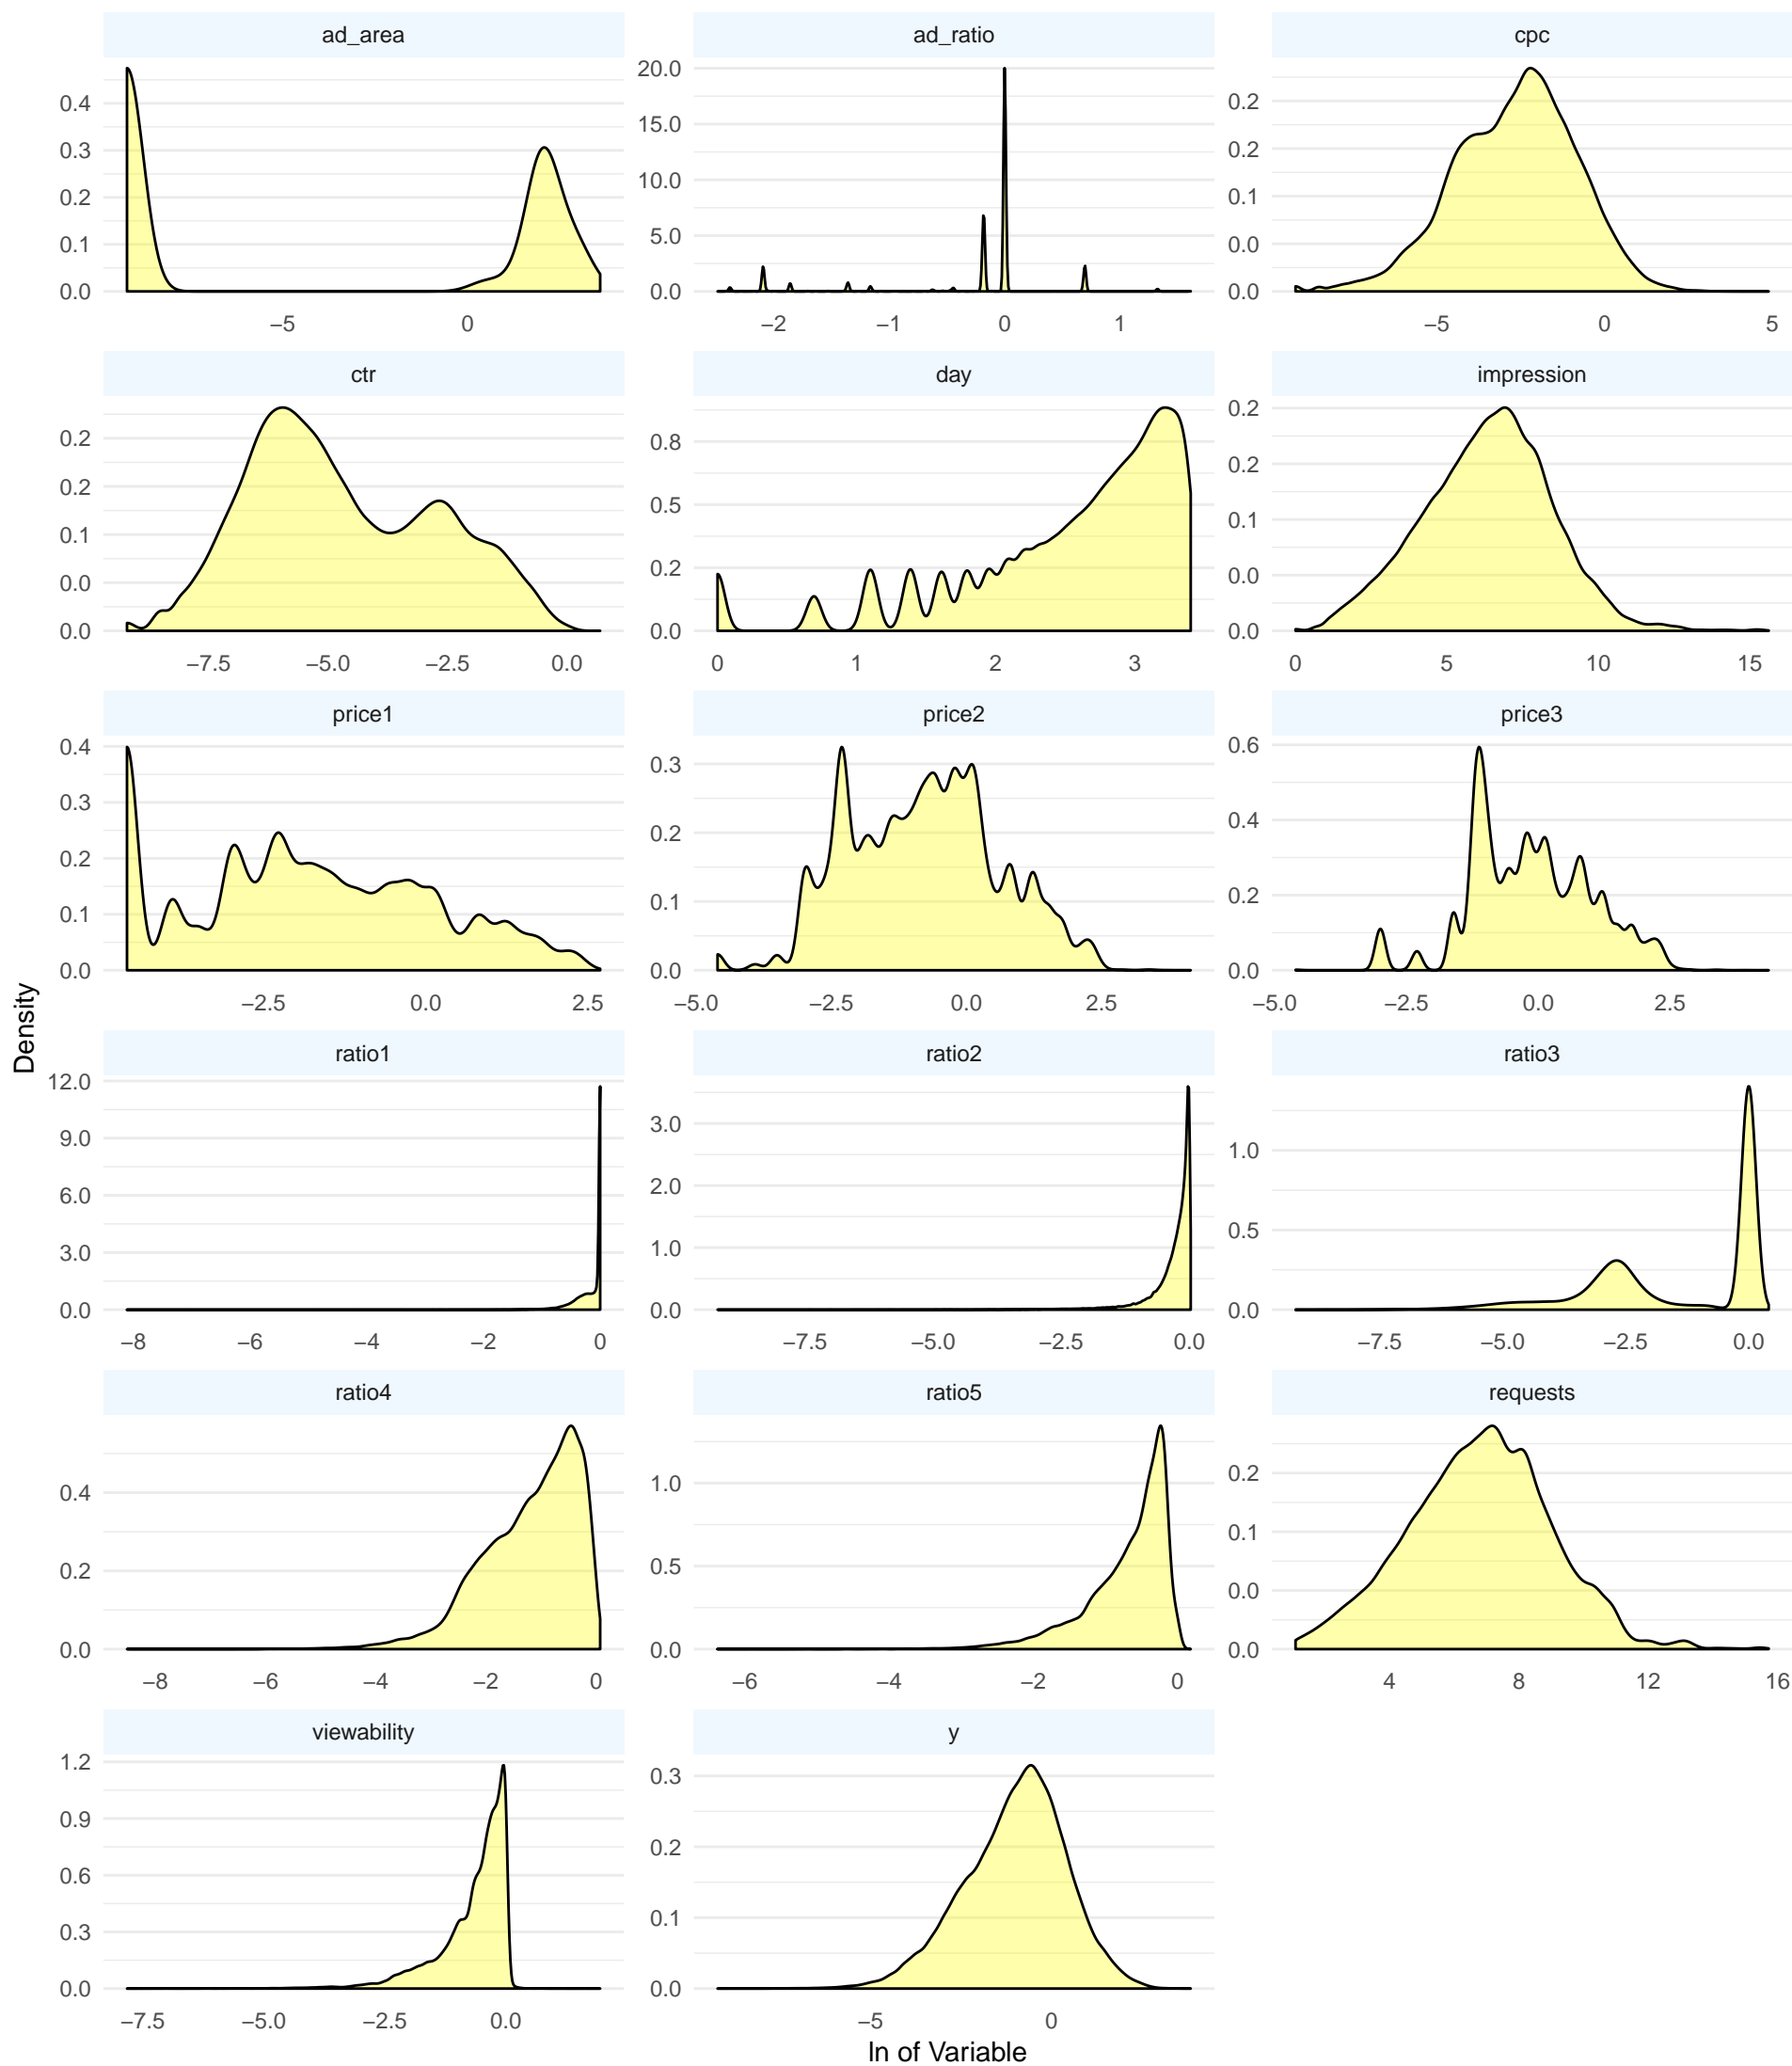 ad_area ad_ratio cpc
0.4 0.3 0.2 0.1 0.0
20.0 15.0 10.0 5.0 0.0
0.2 0.2 0.1 0.0 0.0
−5 0
−2 −1 0 1
−5 0 5
ctr day impression
0.2 0.2 0.1 0.0 0.0
0.8 0.5 0.2 0.0
0.2 0.2 0.1 0.0 0.0
−7.5 −5.0 −2.5 0.0
0 1 2 3
0 5 10 15
price1 price2 price3
0.4 0.3 0.2 0.1 0.0
0.3 0.2 0.1 0.0
0.6 0.4 0.2 0.0
−2.5 0.0 2.5
−5.0 −2.5 0.0 2.5
−5.0 −2.5 0.0 2.5
Density
ratio1 ratio2 ratio3
12.0 9.0 6.0 3.0 0.0
3.0 2.0 1.0 0.0
1.0 0.5 0.0
−8 −6 −4 −2 0
−7.5 −5.0 −2.5 0.0
−7.5 −5.0 −2.5 0.0
ratio4 ratio5 requests
0.4 0.2 0.0
1.0 0.5 0.0
0.2 0.1 0.0 0.0
−8 −6 −4 −2 0
−6 −4 −2 0
4 8 12 16
viewability y
1.2 0.9 0.6 0.3 0.0
0.3 0.2 0.1 0.0
−7.5 −5.0 −2.5 0.0
−5 0
ln of Variable